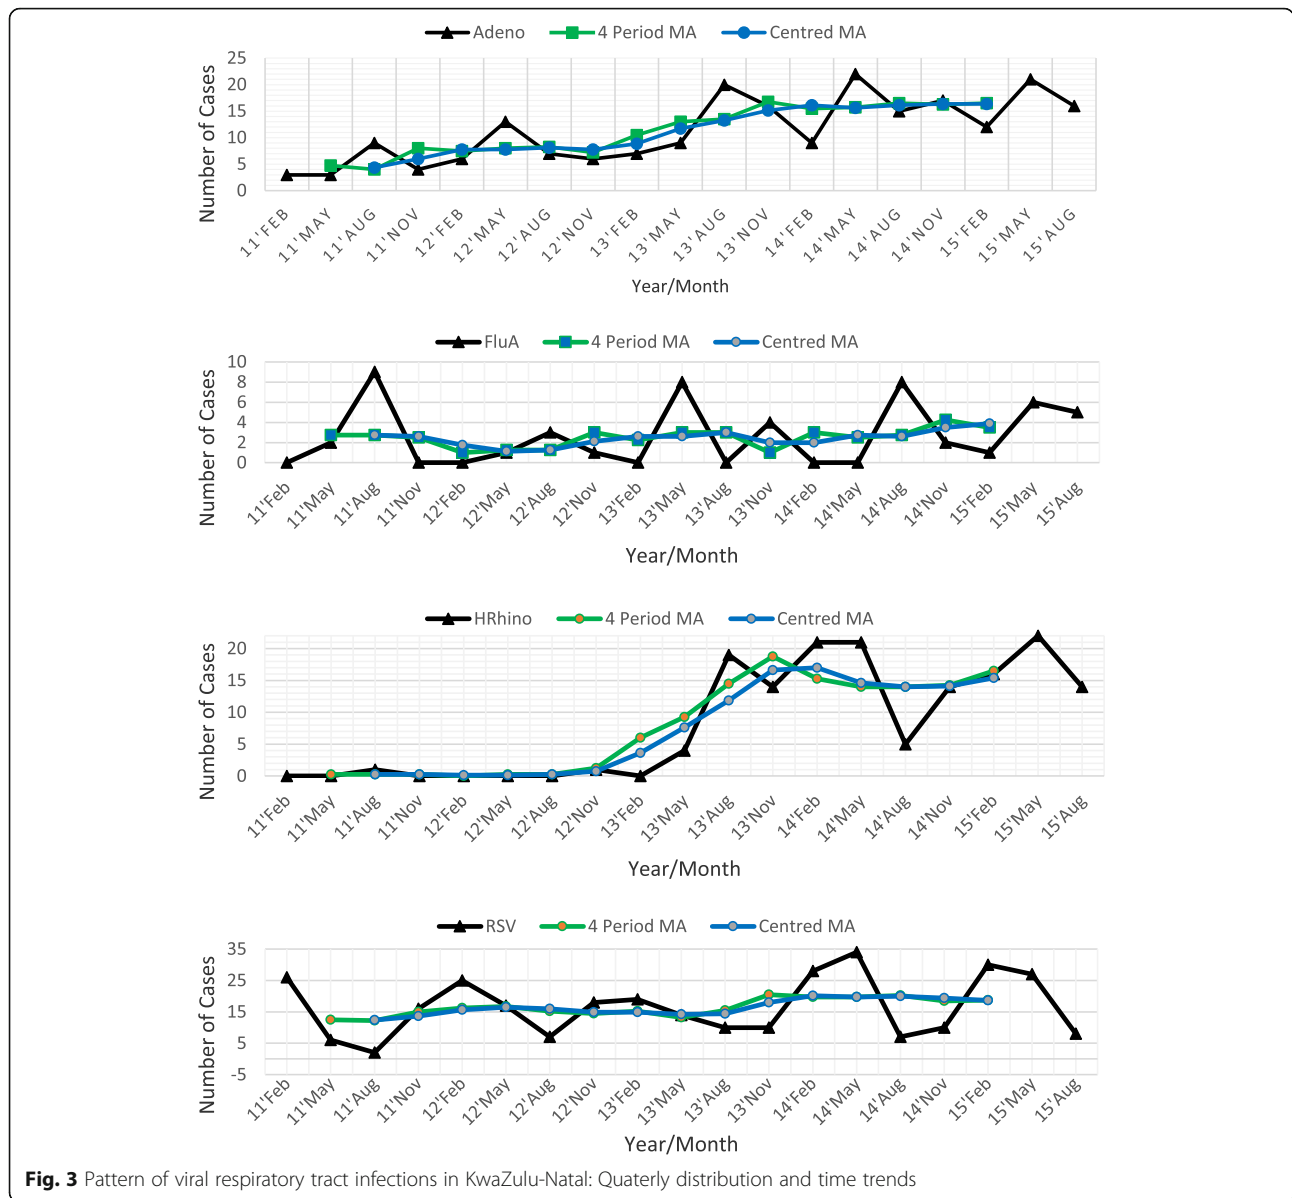 Adeno 4 Period MA Centred MA
Number of Cases
25
20
15
10
5
0
11'FEB 11'MAY 11'AUG 11'NOV 12'FEB 12'MAY 12'AUG 12'NOV 13'FEB 13'MAY 13'AUG 13'NOV 14'FEB 14'MAY 14'AUG 14'NOV 15'FEB 15'MAY 15'AUG
Year/Month
FluA 4 Period MA Centred MA
Number of Cases
10
8
6
4
2
0
11'Feb 11'May 11'Aug 11'Nov 12'Feb 12'May 12'Aug 12'Nov 13'Feb 13'May 13'Aug 13'Nov 14'Feb 14'May 14'Aug 14'Nov 15'Feb 15'May 15'Aug
Year/Month
HRhino 4 Period MA Centred MA
Number of Cases
20
15
10
5
0
11'Feb 11'May 11'Aug 11'Nov 12'Feb 12'May 12'Aug 12'Nov 13'Feb 13'May 13'Aug 13'Nov 14'Feb 14'May 14'Aug 14'Nov 15'Feb 15'May 15'Aug
Year/Month
RSV 4 Period MA Centred MA
Number of Cases
35
25
15
5
-5
11'Feb 11'May 11'Aug 11'Nov 12'Feb 12'May 12'Aug 12'Nov 13'Feb 13'May 13'Aug 13'Nov 14'Feb 14'May 14'Aug 14'Nov 15'Feb 15'May 15'Aug
Year/Month
Fig. 3 Pattern of viral respiratory tract infections in KwaZulu-Natal: Quaterly distribution and time trends